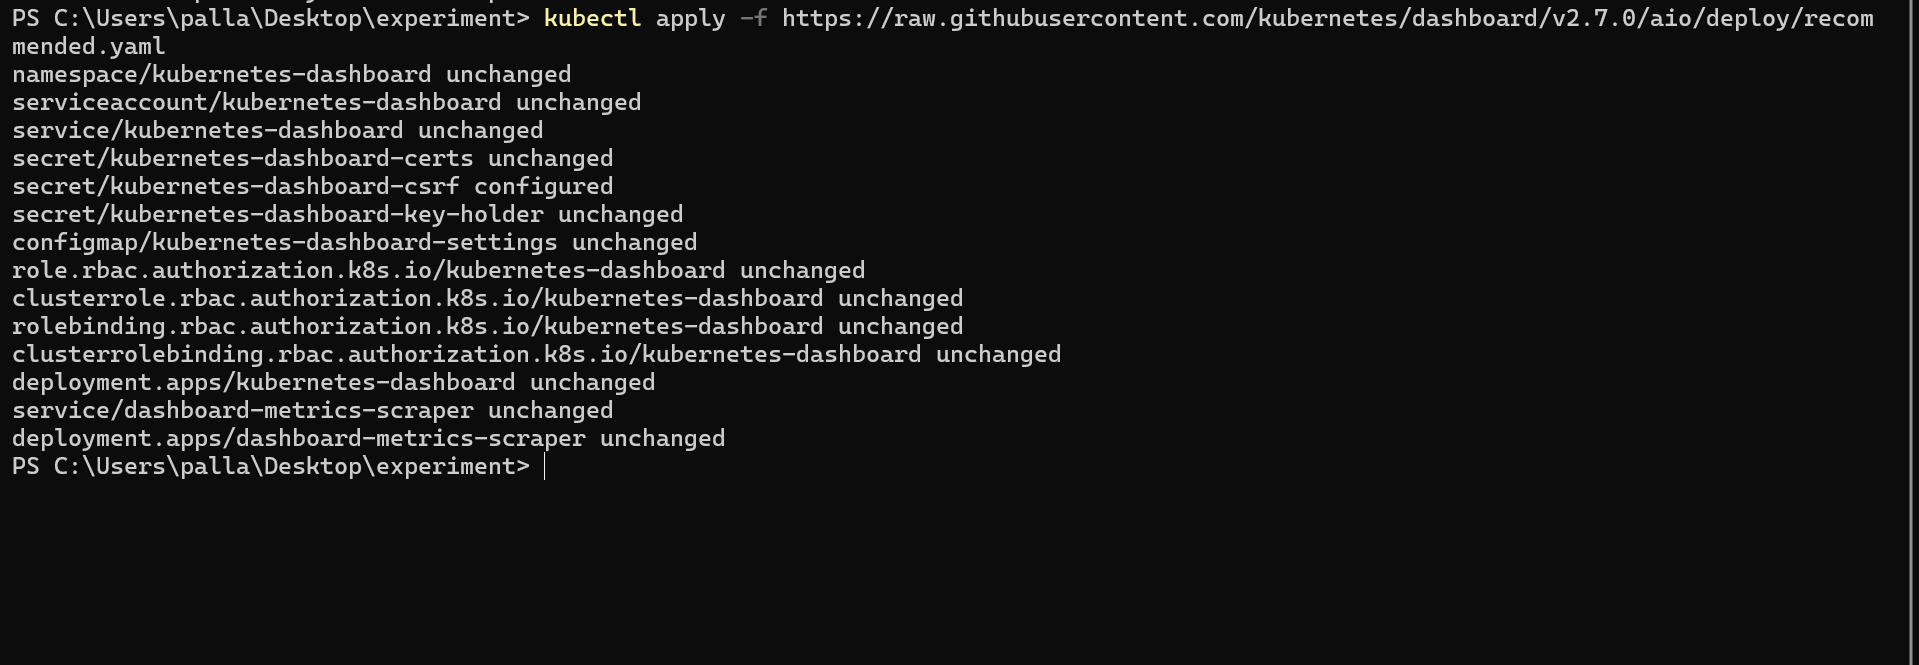 PS C:\Users\palla\Desktop\experiment> kubectl apply -f https://raw.githubusercontent.com/kubernetes/dashboard/v2.7.0/aio/deploy/recom
mended.yaml
namespace/kubernetes-dashboard unchanged
serviceaccount/kubernetes-dashboard unchanged
service/kubernetes-dashboard unchanged
secret/kubernetes-dashboard-certs unchanged
secret/kubernetes-dashboard-csrf configured
secret/kubernetes-dashboard-key-holder unchanged
configmap/kubernetes-dashboard-settings unchanged
role.rbac.authorization.k8s.io/kubernetes-dashboard unchanged
clusterrole.rbac.authorization.k8s.io/kubernetes-dashboard unchanged
rolebinding.rbac.authorization.k8s.io/kubernetes-dashboard unchanged
clusterrolebinding.rbac.authorization.k8s.io/kubernetes-dashboard unchanged
deployment.apps/kubernetes-dashboard unchanged
service/dashboard-metrics-scraper unchanged
deployment.apps/dashboard-metrics-scraper unchanged
PS C:\Users\palla\Desktop\experiment>